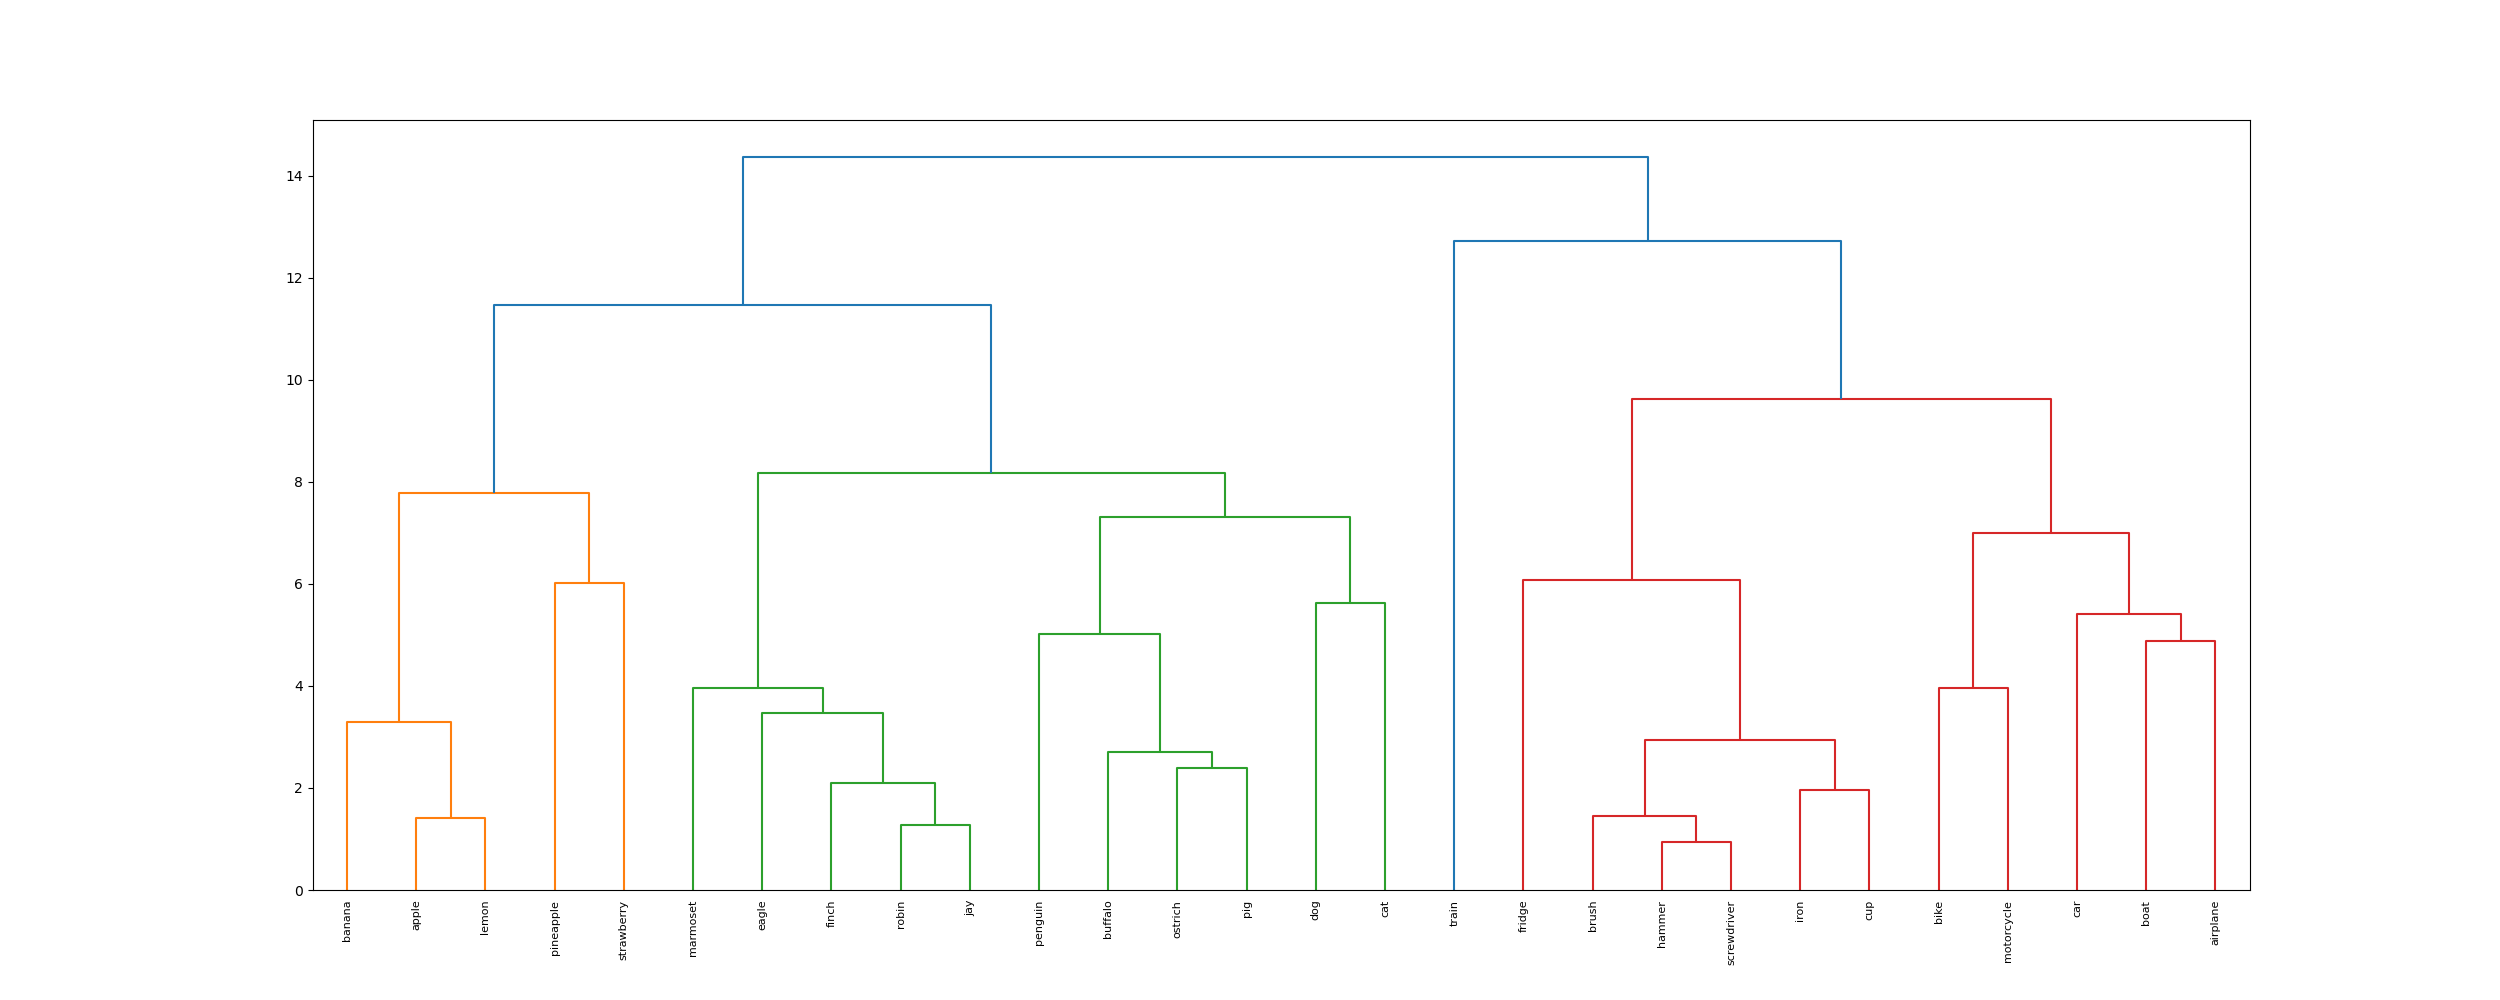 14
12
10
8
6
4
2
0
banana
apple
lemon
pineapple
strawberry
marmoset
eagle
finch
robin
jay
penguin
buffalo
ostrich
pig
dog
cat
train
fridge
brush
hammer
screwdriver
iron
cup
bike
motorcycle
car
boat
airplane